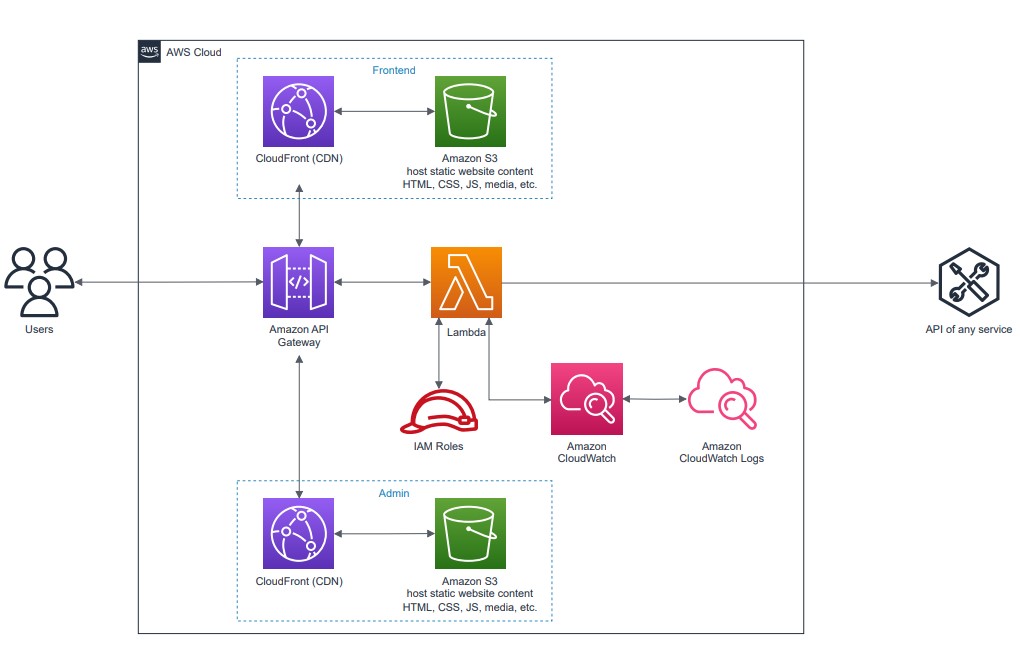 aws
AWS Cloud
Frontend
CloudFront (CDN)
Amazon S3
host static website content
HTML, CSS, JS, media, etc.
</>
Users
Amazon API
Gateway
Lambda
API of any service
IAM Roles
Amazon
CloudWatch
Amazon
CloudWatch Logs
Admin
CloudFront (CDN)
Amazon S3
host static website content
HTML, CSS, JS, media, etc.